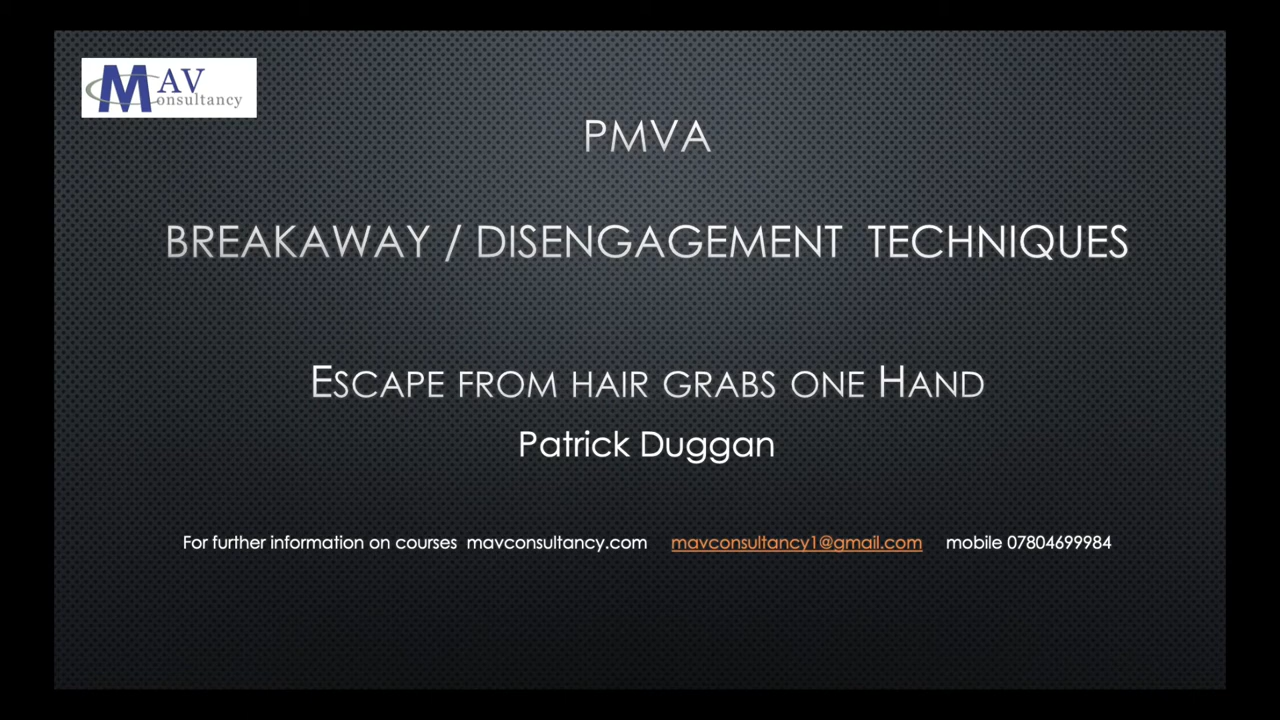 MAV
Consultancy
PMVA
BREAKAWAY / DISENGAGEMENT TECHNIQUES
ESCAPE FROM HAIR GRABS ONE HAND
Patrick Duggan
For further information on courses mavconsultancy.com mavconsultancy1@gmail.com mobile 07804699984